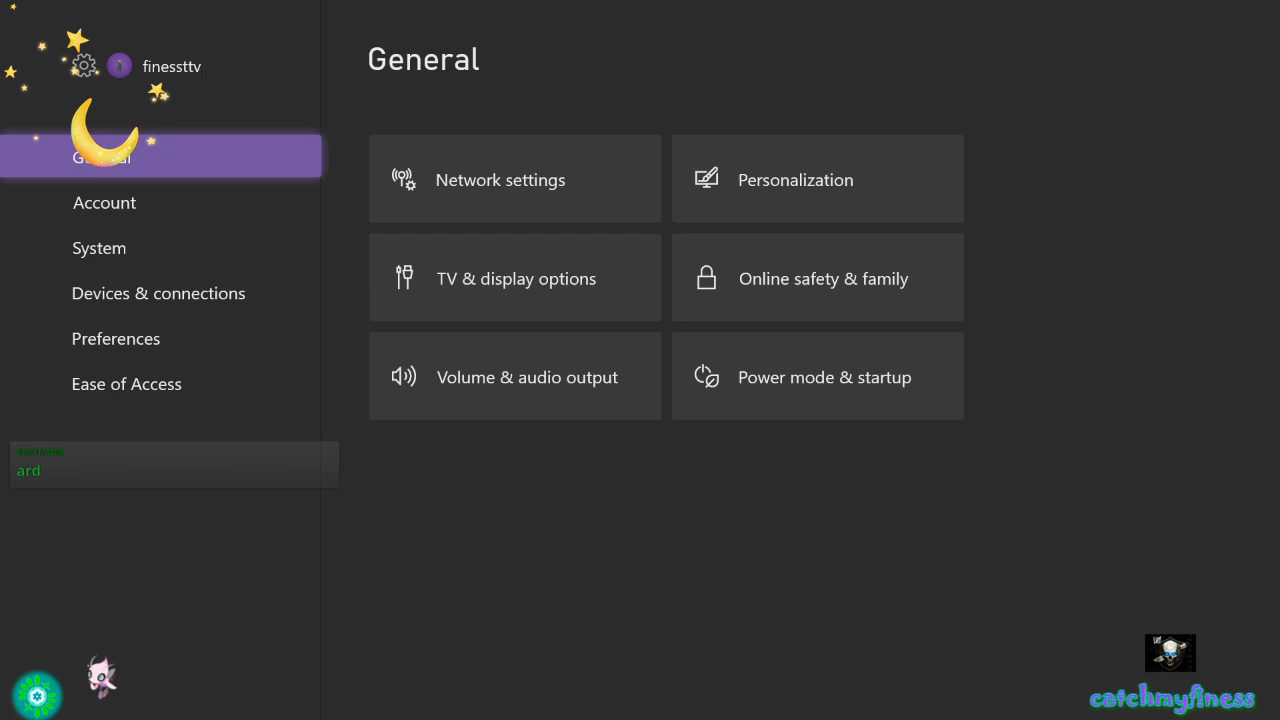 finessttv
General
General
Account
System
Devices & connections
Preferences
Ease of Access
Network settings
Personalization
TV & display options
Online safety & family
Volume & audio output
Power mode & startup
ard
catchmyfiness